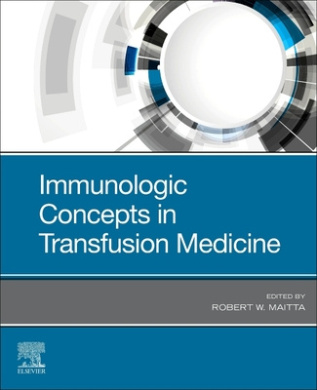 Immunologic
Concepts in
Transfusion Medicine
EDITED BY
ROBERT W. MAITTA
ELSEVIER